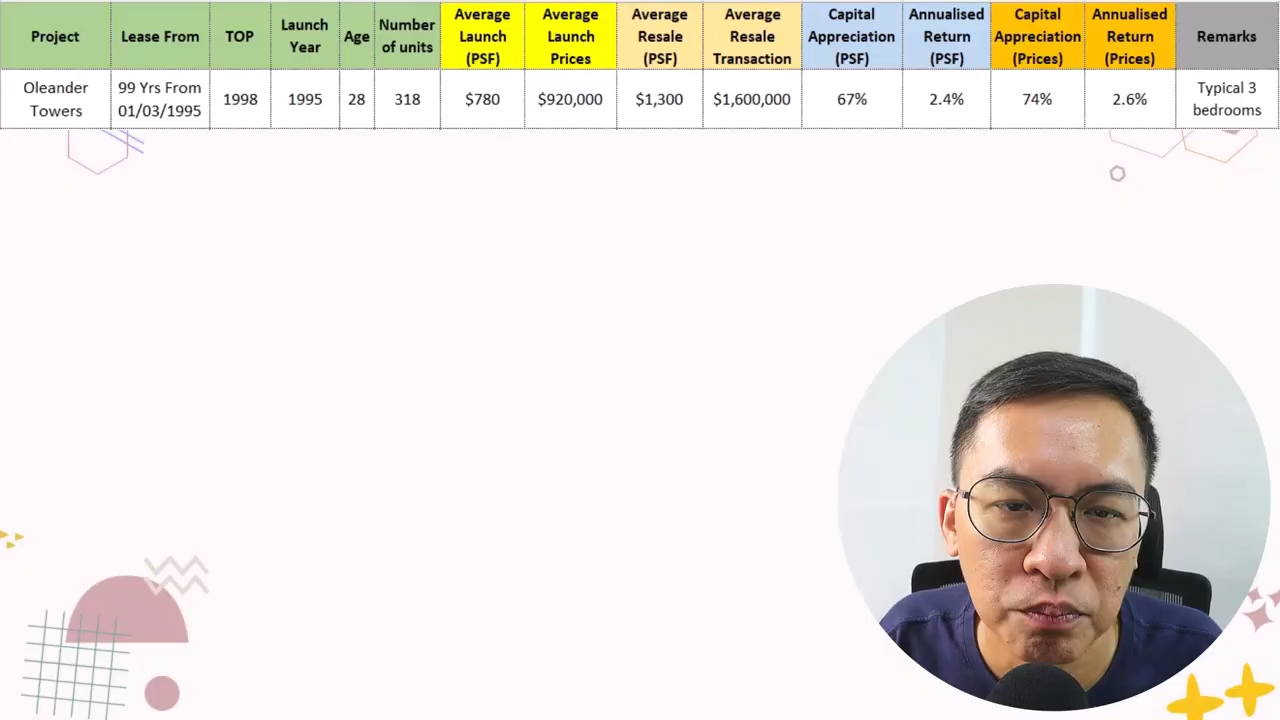 Project Lease From TOP Launch Year Age Number of units Average Launch (PSF) Average Launch Prices Average Resale (PSF) Average Resale Transaction Capital Appreciation (PSF) Annualised Return (PSF) Capital Appreciation (Prices) Annualised Return (Prices) Remarks
Oleander Towers 99 Yrs From 01/03/1995 1998 1995 28 318 $780 $920,000 $1,300 $1,600,000 67% 2.4% 74% 2.6% Typical 3 bedrooms